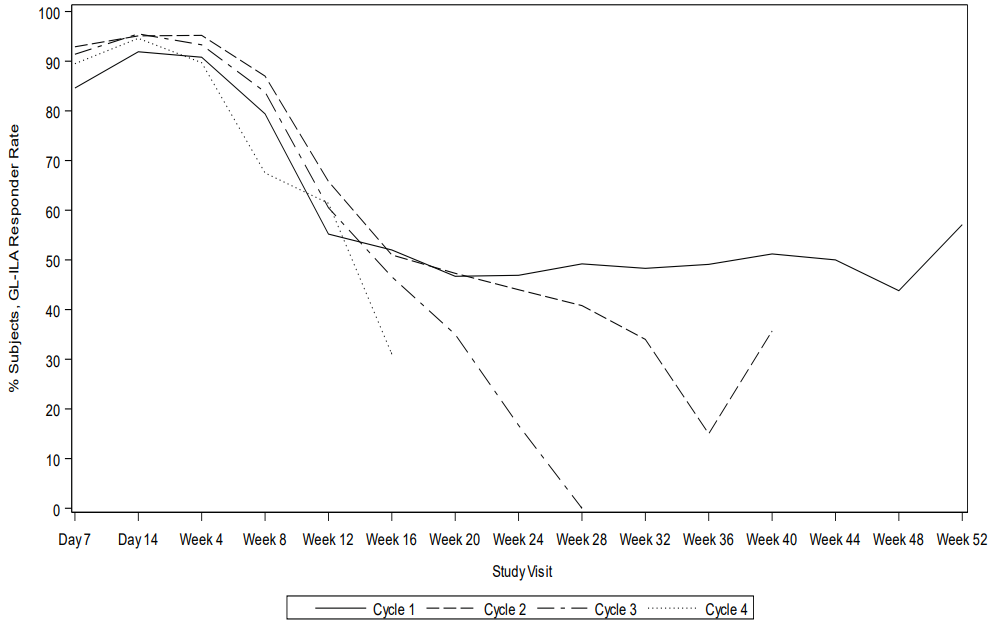 % Subjects, GL-ILA Responder Rate
100
90
80
70
60
50
40
30
20
10
0
Day 7 Day 14 Week 4 Week 8 Week 12 Week 16 Week 20 Week 24 Week 28 Week 32 Week 36 Week 40 Week 44 Week 48 Week 52
Study Visit
Cycle 1 Cycle 2 Cycle 3 Cycle 4